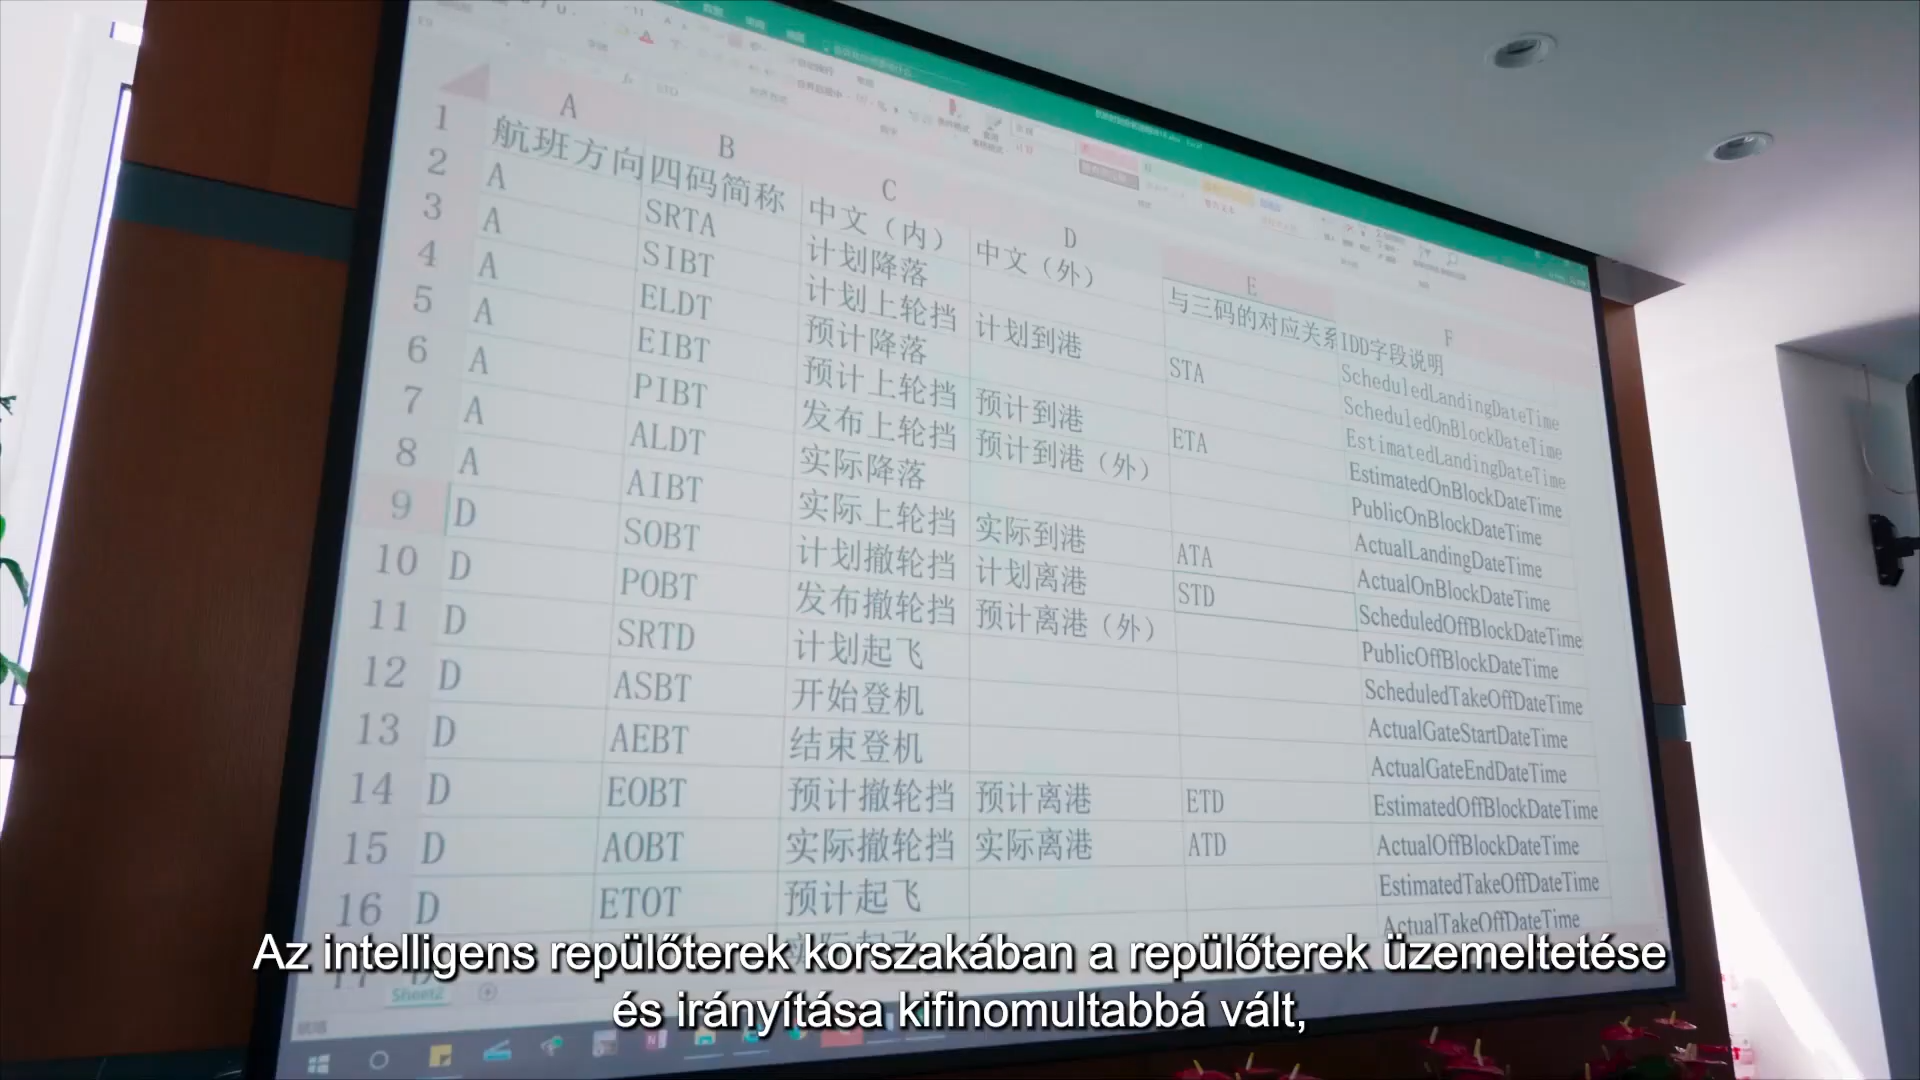 A B C D E F
1 航班方向 四码简称 中文（内） 中文（外） 与三码的对应关系 IDD字段说明
2 A SRTA 计划降落 ScheduledLandingDateTime
3 A SIBT 计划上轮挡 计划到港 STA ScheduledOnBlockDateTime
4 A ELDT 预计降落 EstimatedLandingDateTime
5 A EIBT 预计上轮挡 预计到港 ETA EstimatedOnBlockDateTime
6 A PIBT 发布上轮挡 预计到港（外） PublicOnBlockDateTime
7 A ALDT 实际降落 ActualLandingDateTime
8 A AIBT 实际上轮挡 实际到港 ATA ActualOnBlockDateTime
9 D SOBT 计划撤轮挡 计划离港 STD ScheduledOffBlockDateTime
10 D POBT 发布撤轮挡 预计离港（外） PublicOffBlockDateTime
11 D SRTD 计划起飞 ScheduledTakeOffDateTime
12 D ASBT 开始登机 ActualGateStartDateTime
13 D AEBT 结束登机 ActualGateEndDateTime
14 D EOBT 预计撤轮挡 预计离港 ETD EstimatedOffBlockDateTime
15 D AOBT 实际撤轮挡 实际离港 ATD ActualOffBlockDateTime
16 D ETOT 预计起飞 EstimatedTakeOffDateTime
ActualTakeOffDateTime
Sheet2
Az intelligens repülőterek korszakában a repülőterek üzemeltetése
és irányítása kifinomultabbá vált,